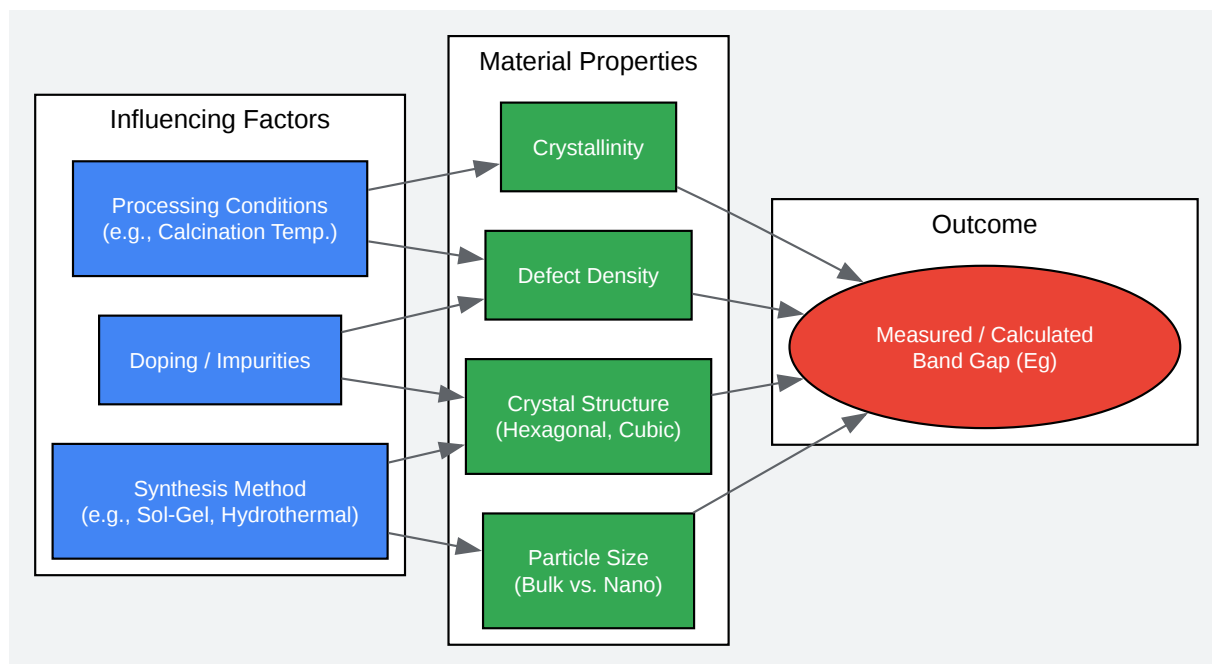 Influencing Factors
Processing Conditions
(e.g., Calcination Temp.)
Doping / Impurities
Synthesis Method
(e.g., Sol-Gel, Hydrothermal)
Material Properties
Crystallinity
Defect Density
Crystal Structure
(Hexagonal, Cubic)
Particle Size
(Bulk vs. Nano)
Outcome
Measured / Calculated
Band Gap (Eg)